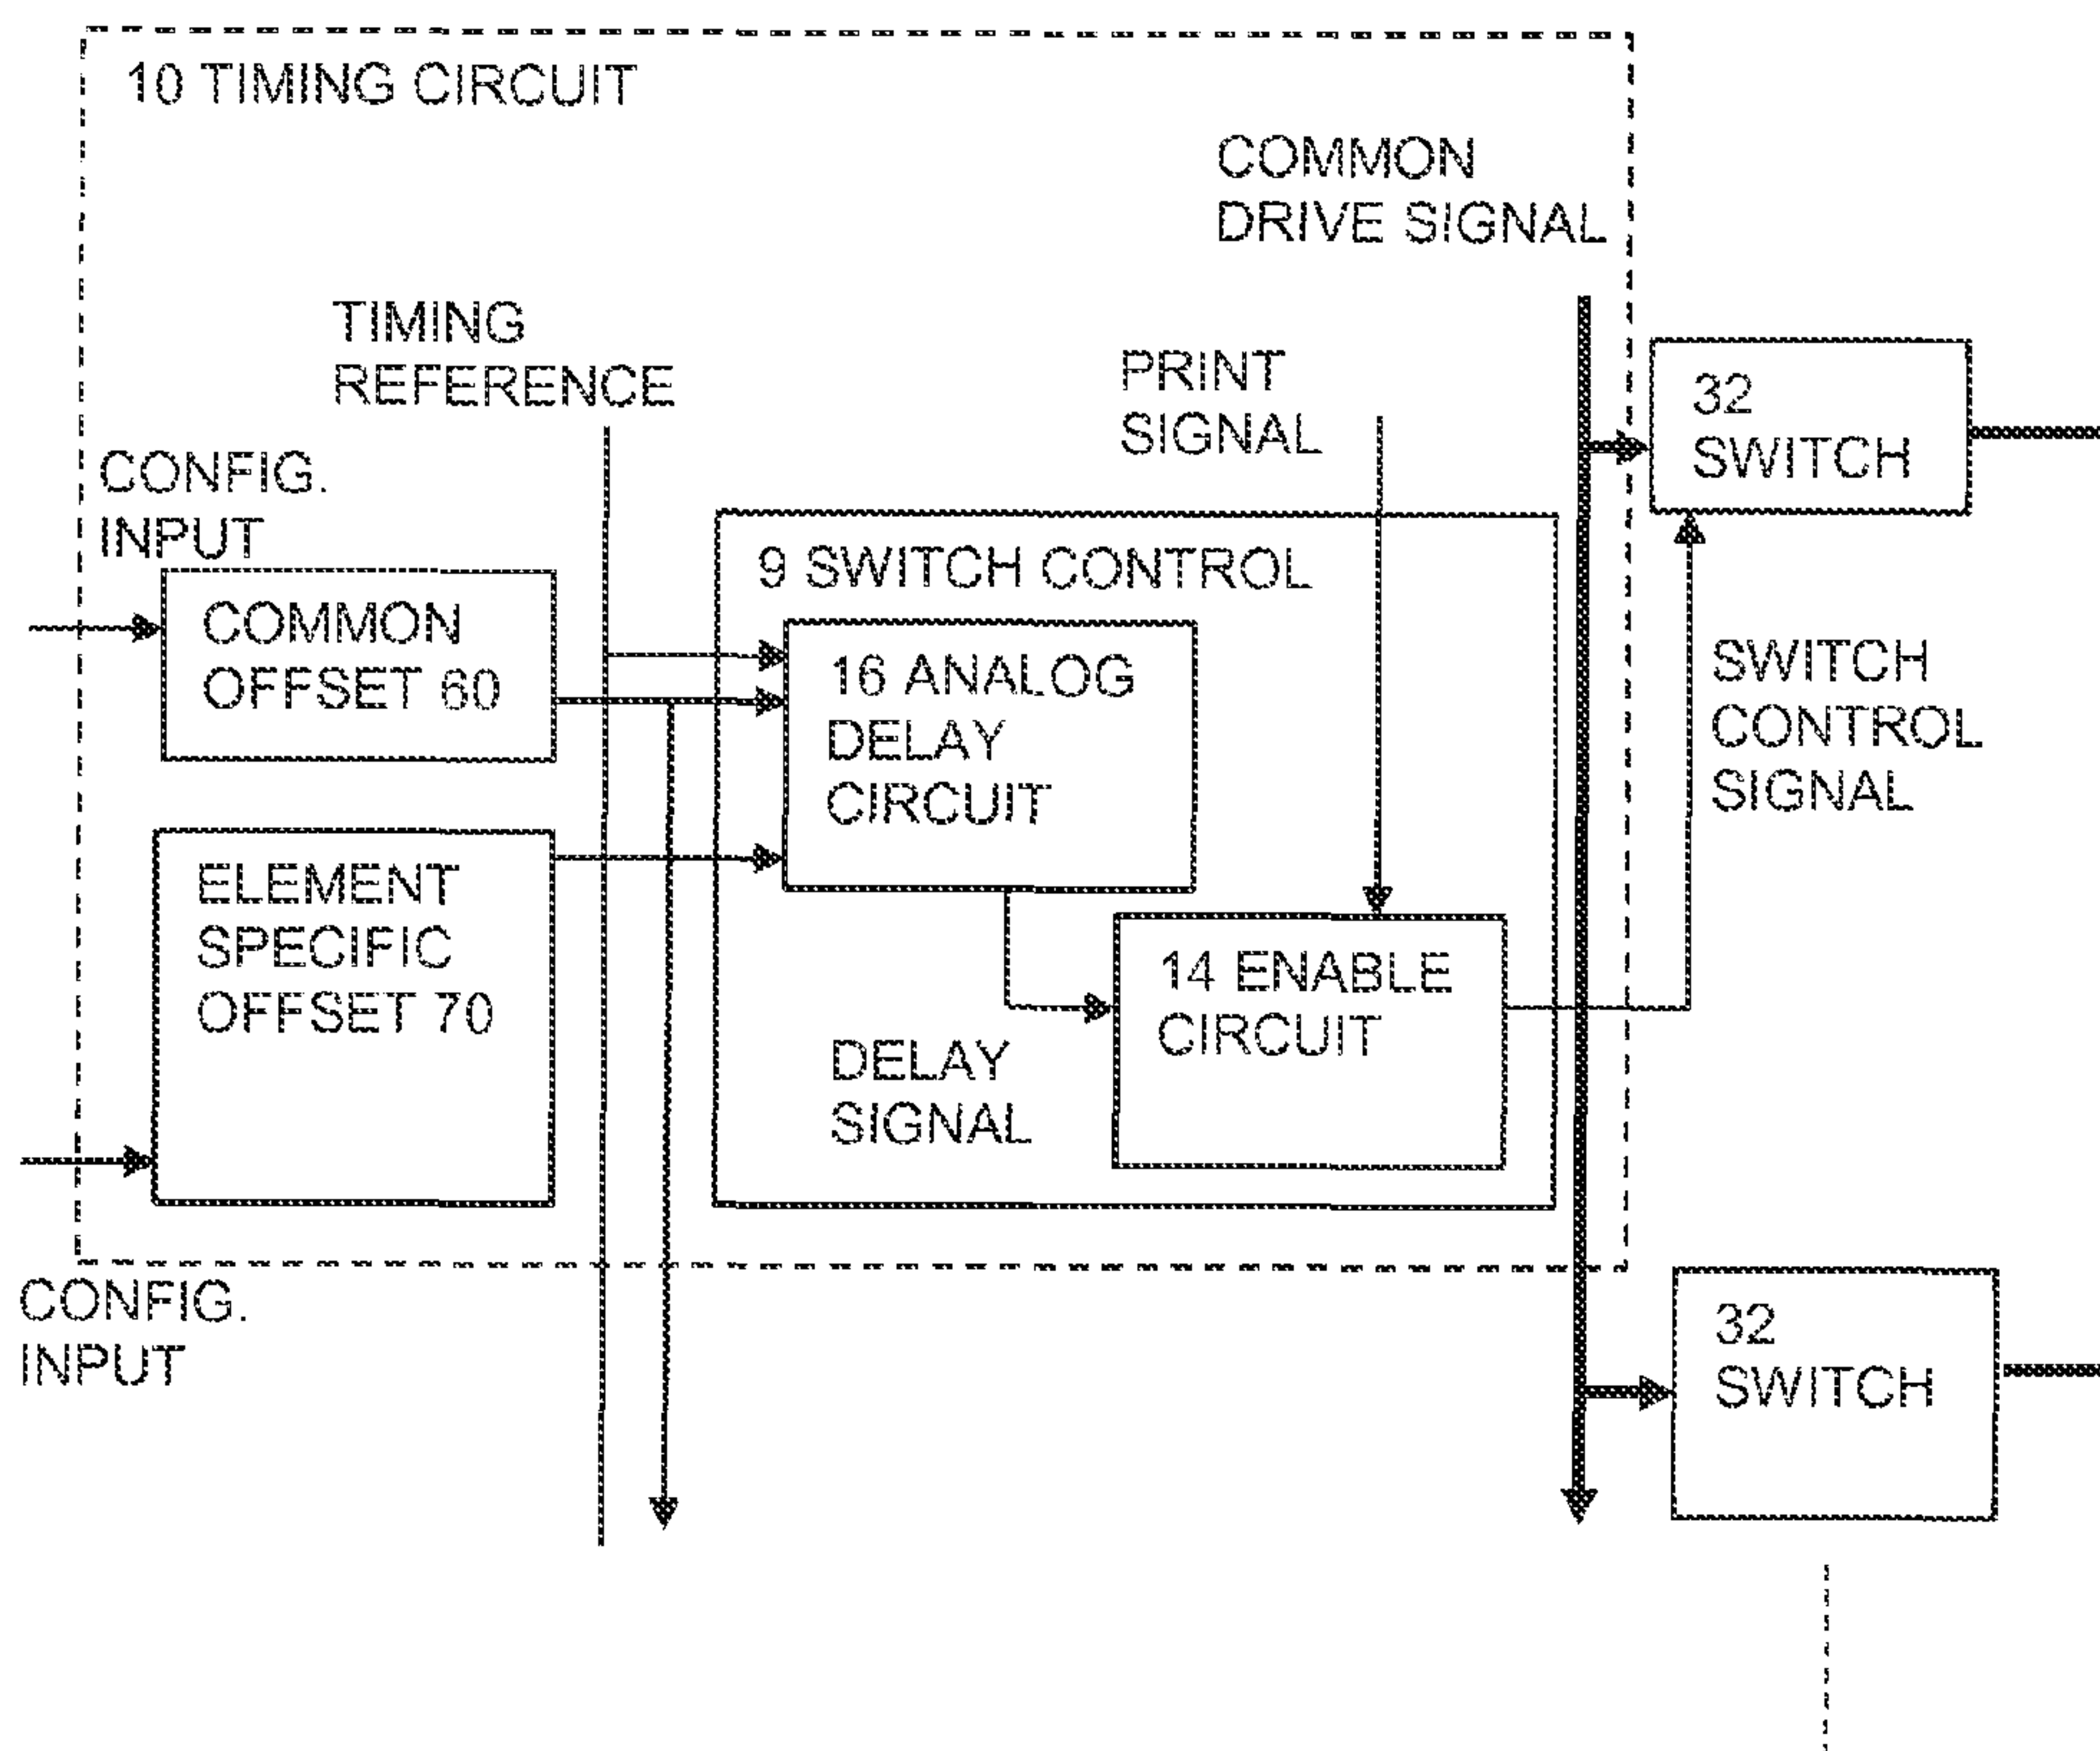 10 TIMING CIRCUIT
COMMON
DRIVE SIGNAL
TIMING
REFERENCE
PRINT
SIGNAL
32
SWITCH
CONFIG.
INPUT
9 SWITCH CONTROL
COMMON
OFFSET 60
16 ANALOG
DELAY
CIRCUIT
SWITCH
CONTROL
SIGNAL
ELEMENT
SPECIFIC
OFFSET 70
14 ENABLE
CIRCUIT
DELAY
SIGNAL
CONFIG.
INPUT
32
SWITCH